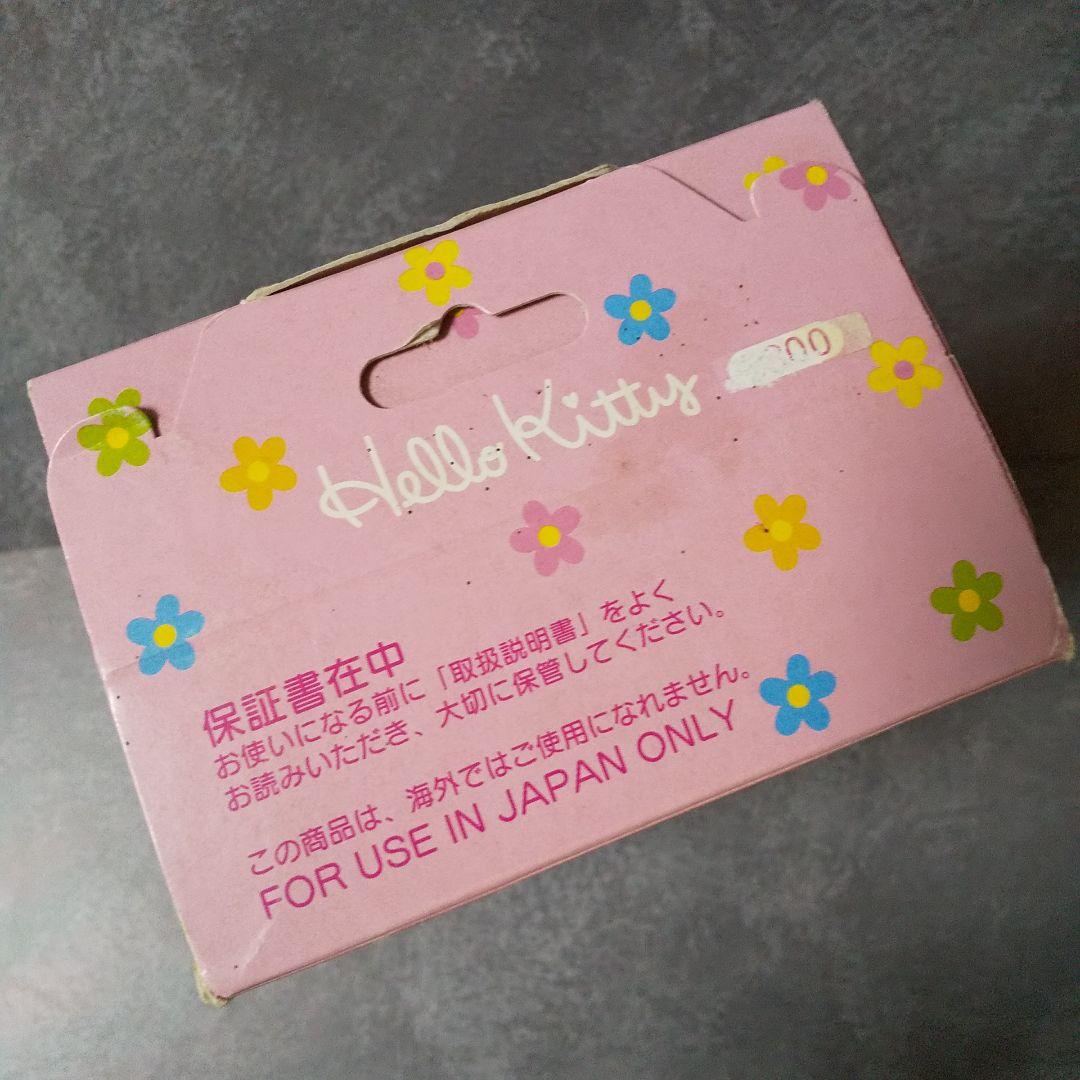 Hello Kitty
保証書在中
お使いになる前に「取扱説明書」をよく
お読みいただき、大切に保管してください。
この商品は、海外ではご使用になれません。
FOR USE IN JAPAN ONLY